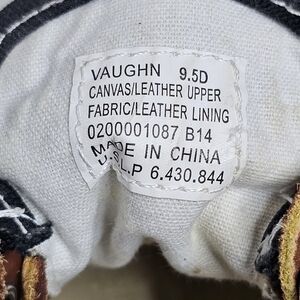 VAUGHN 9.5D
CANVAS/LEATHER UPPER
FABRIC/LEATHER LINING
0200001087 B14
MADE IN CHINA
U.S.L.P 6.430.844